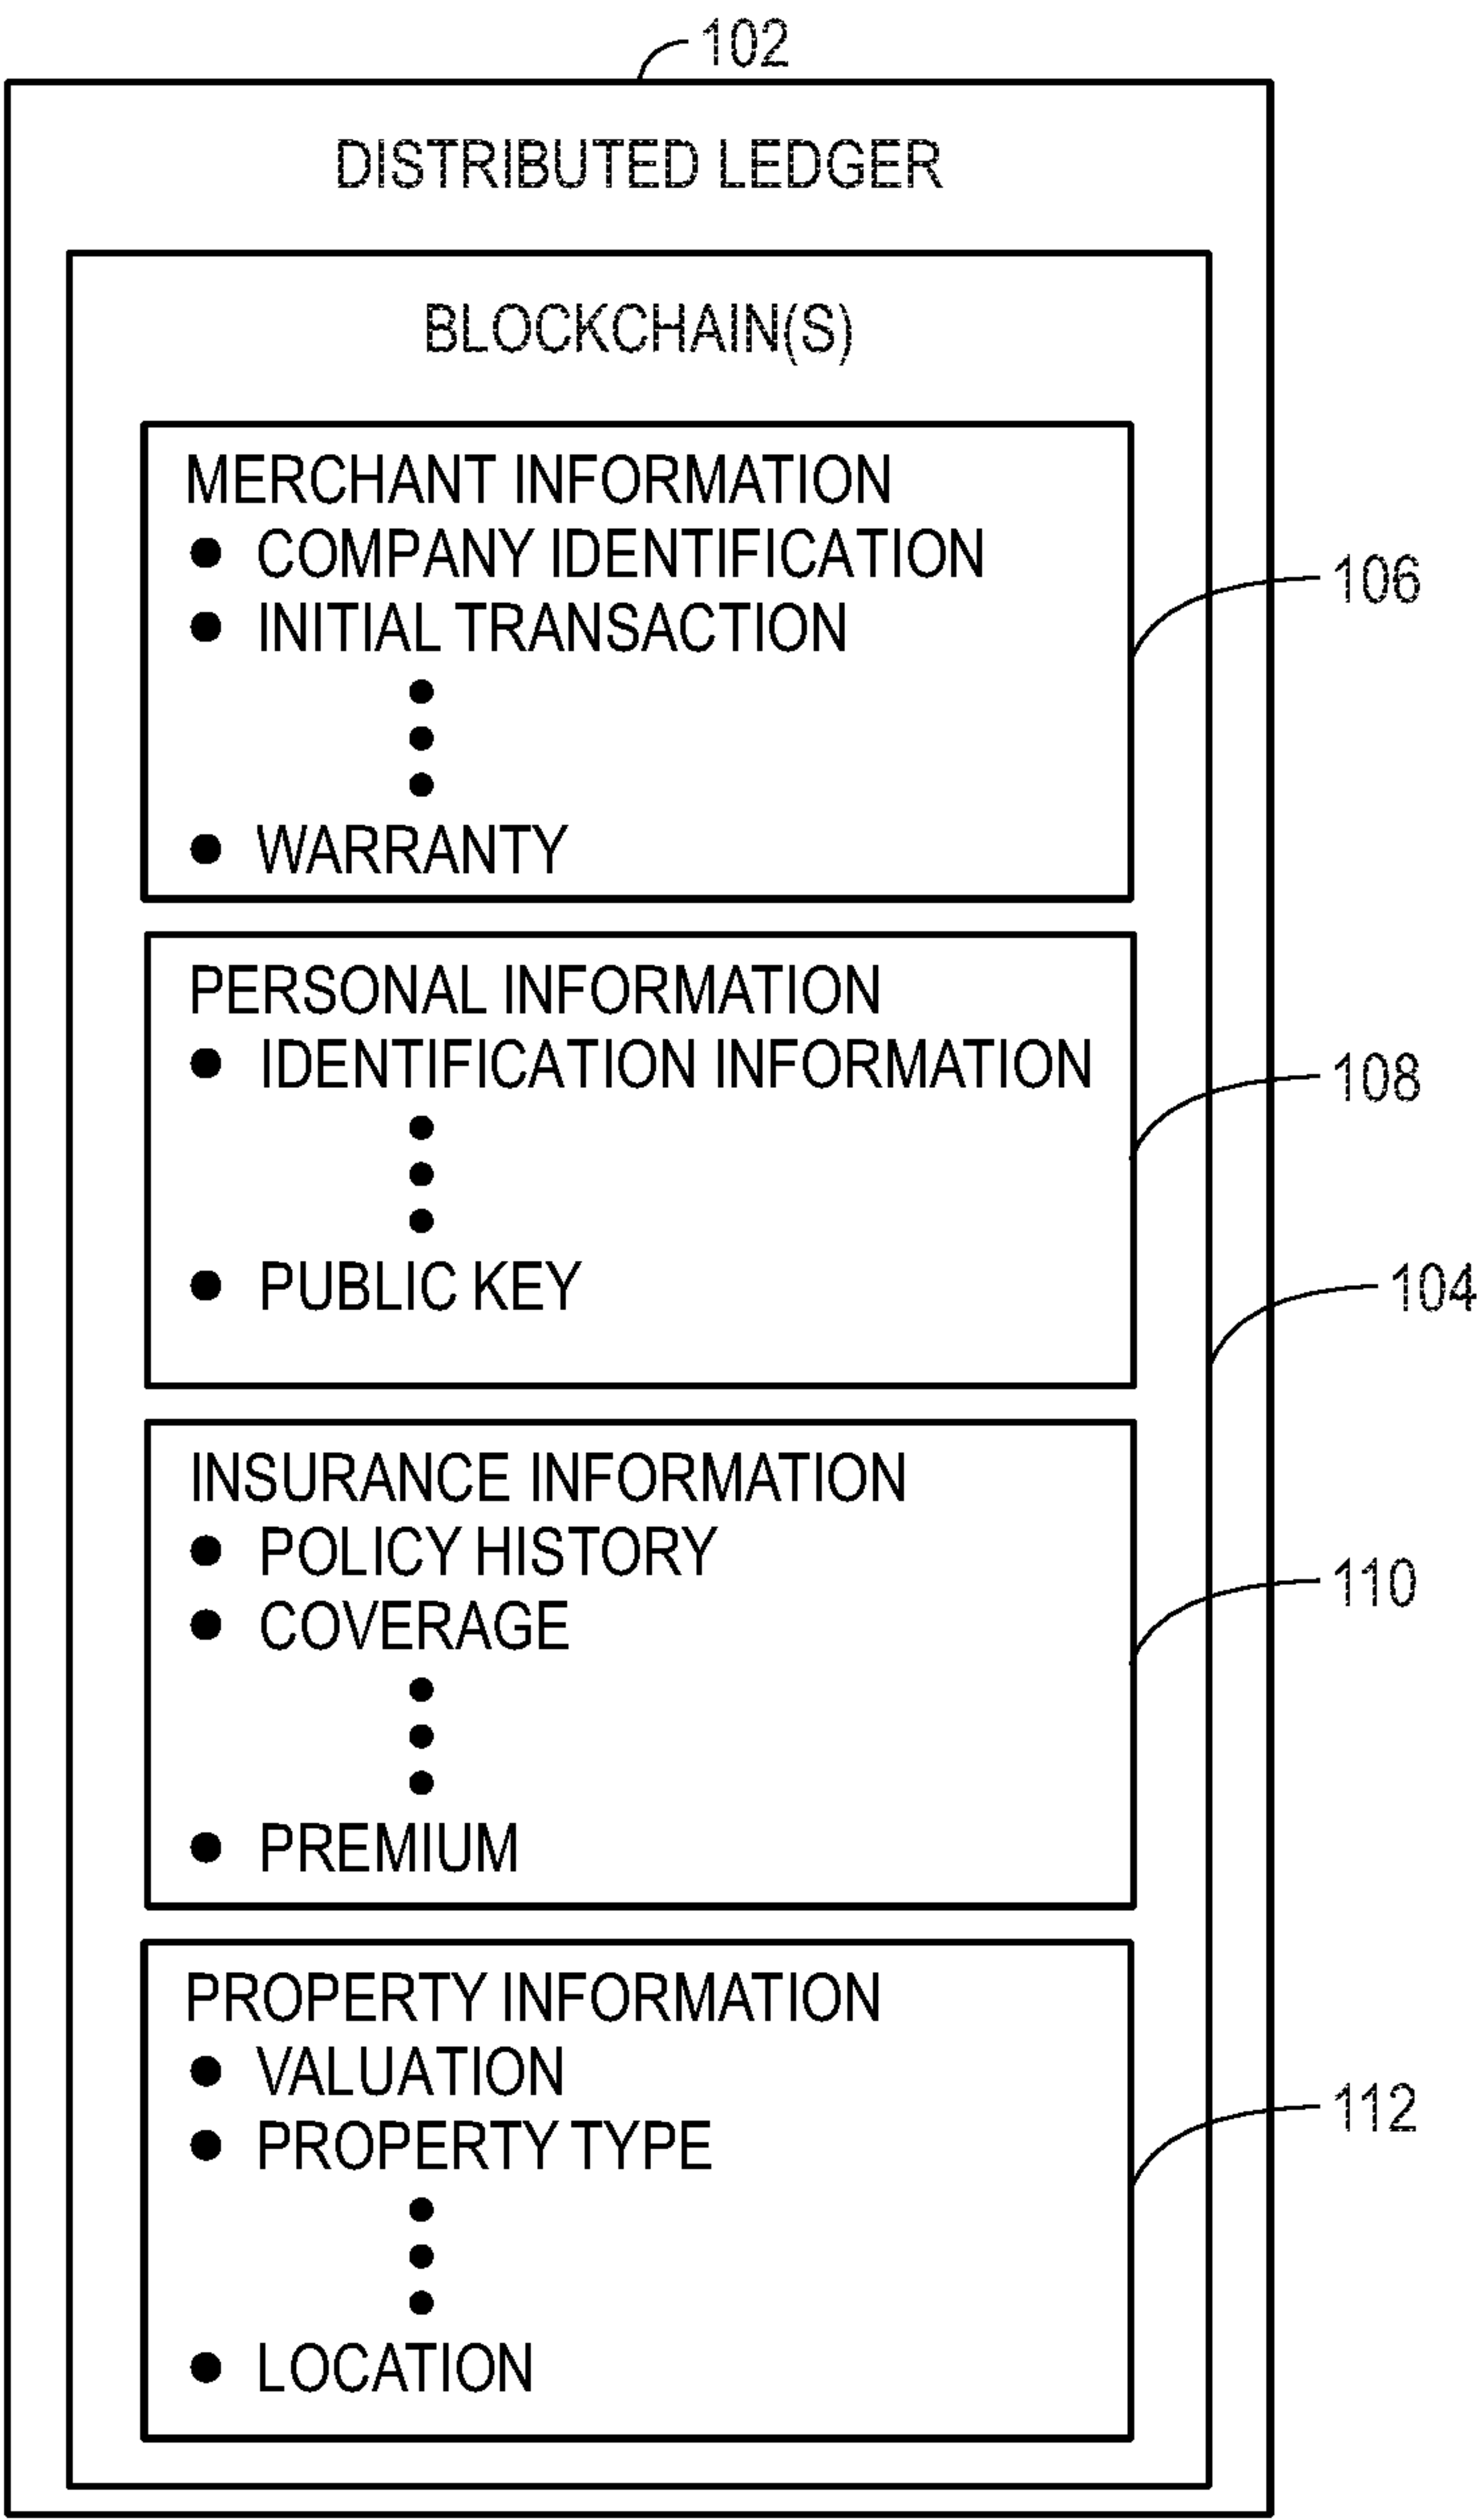 102
DISTRIBUTED LEDGER
BLOCKCHAIN(S)
MERCHANT INFORMATION
● COMPANY IDENTIFICATION
● INITIAL TRANSACTION
● WARRANTY
106
PERSONAL INFORMATION
● IDENTIFICATION INFORMATION
● PUBLIC KEY
108
104
INSURANCE INFORMATION
● POLICY HISTORY
● COVERAGE
● PREMIUM
110
PROPERTY INFORMATION
● VALUATION
● PROPERTY TYPE
● LOCATION
112